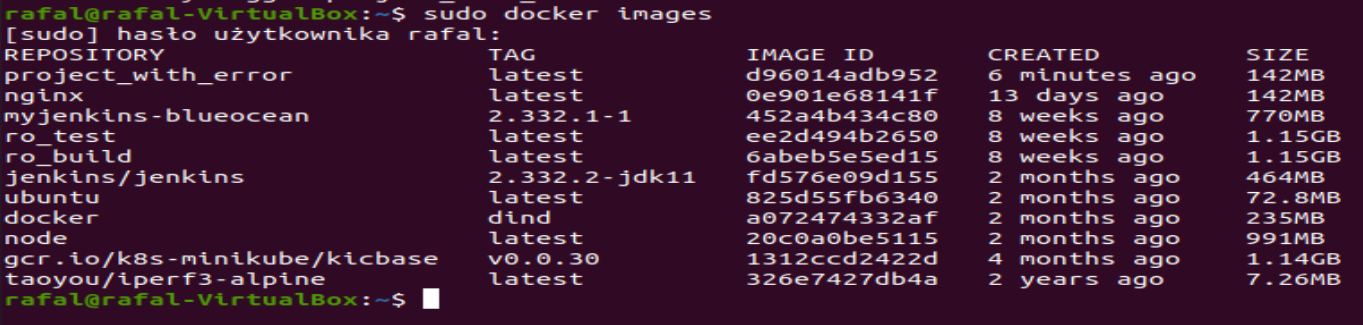 rafal@rafal-VirtualBox:~$ sudo docker images
[sudo] hasło użytkownika rafal:
REPOSITORY TAG IMAGE ID CREATED SIZE
project_with_error latest d96014adb952 6 minutes ago 142MB
nginx latest 0e901e68141f 13 days ago 142MB
myjenkins-blueocean 2.332.1-1 452a4b434c80 8 weeks ago 770MB
ro_test latest ee2d494b2650 8 weeks ago 1.15GB
ro_build latest 6abeb5e5ed15 8 weeks ago 1.15GB
jenkins/jenkins 2.332.2-jdk11 fd576e09d155 2 months ago 464MB
ubuntu latest 825d55fb6340 2 months ago 72.8MB
docker dind a072474332af 2 months ago 235MB
node latest 20c0a0be5115 2 months ago 991MB
gcr.io/k8s-minikube/kicbase v0.0.30 1312ccd2422d 4 months ago 1.14GB
taoyou/iperf3-alpine latest 326e7427db4a 2 years ago 7.26MB
rafal@rafal-VirtualBox:~$